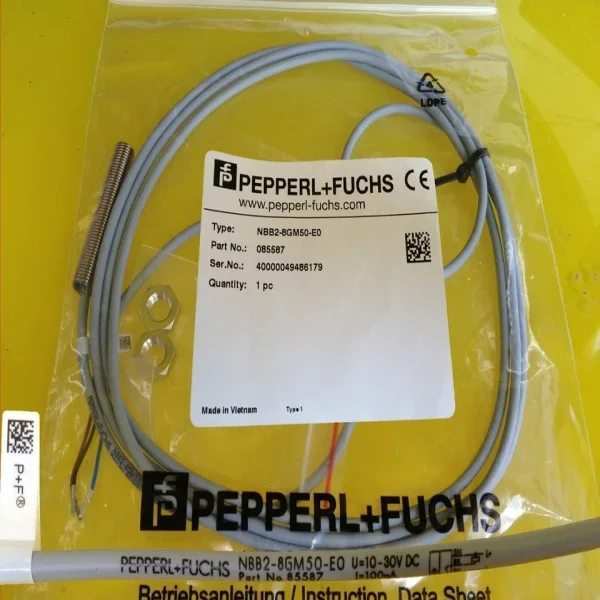 LDPE
PEPPERL+FUCHS CE
www.pepperl-fuchs.com
Type: NBB2-8GM50-E0
Part No.: 085587
Ser.No.: 40000049486179
Quantity: 1 pc
Made in Vietnam Type 1
P+F®
PEPPERL+FUCHS
PEPPERL+FUCHS NBB2-8GM50-E0 U=10-30V DC
Part No. 85587 I=100mA
Betriebsanleitung / Instruction, Data Sheet